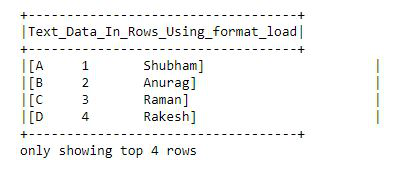 +----------------------------------+
|Text_Data_In_Rows_Using_format_load|
+----------------------------------+
|[A     1       Shubham]                      |
|[B     2       Anurag]                       |
|[C     3       Raman]                        |
|[D     4       Rakesh]                       |
+----------------------------------+
only showing top 4 rows